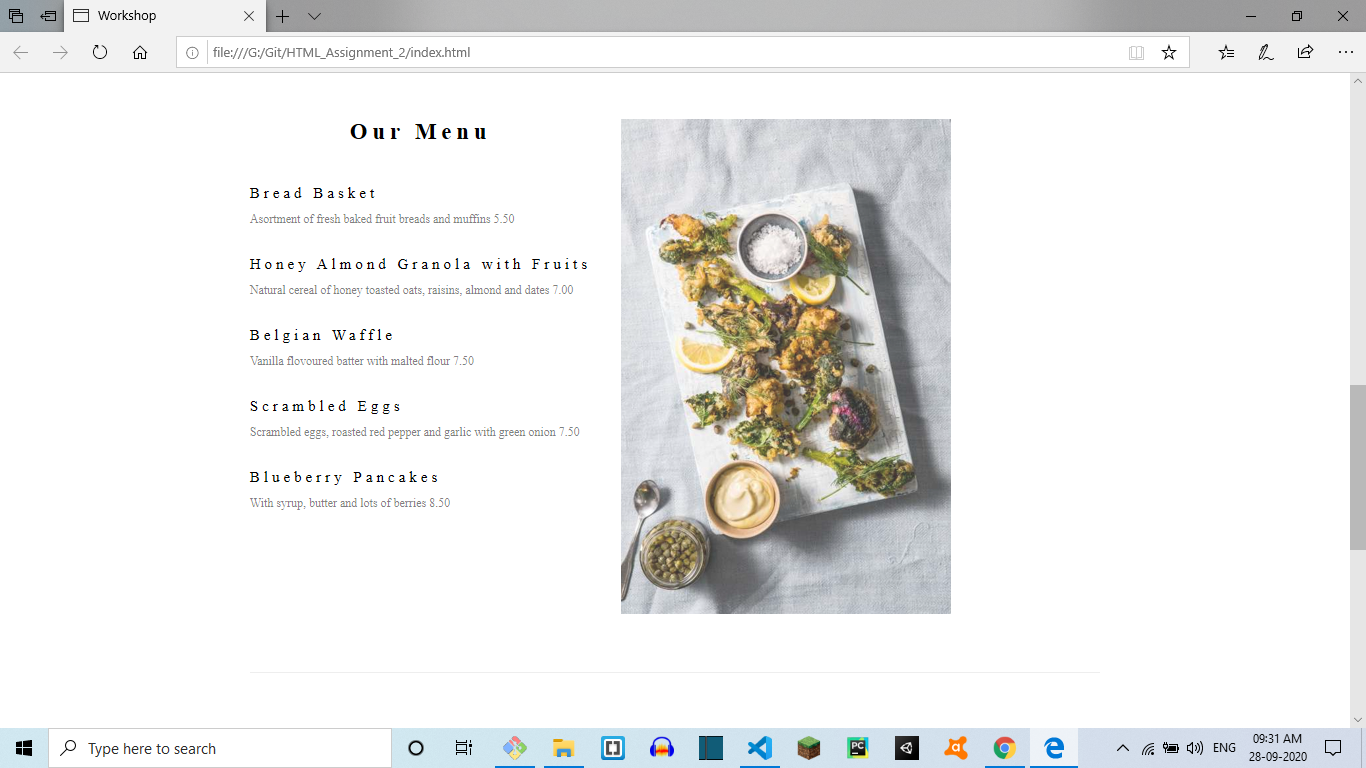 Workshop
file:///G:/Git/HTML_Assignment_2/index.html
Our Menu
Bread Basket
Asortment of fresh baked fruit breads and muffins 5.50
Honey Almond Granola with Fruits
Natural cereal of honey toasted oats, raisins, almond and dates 7.00
Belgian Waffle
Vanilla flovoured batter with malted flour 7.50
Scrambled Eggs
Scrambled eggs, roasted red pepper and garlic with green onion 7.50
Blueberry Pancakes
With syrup, butter and lots of berries 8.50
Type here to search
PC
ENG
09:31 AM
28-09-2020